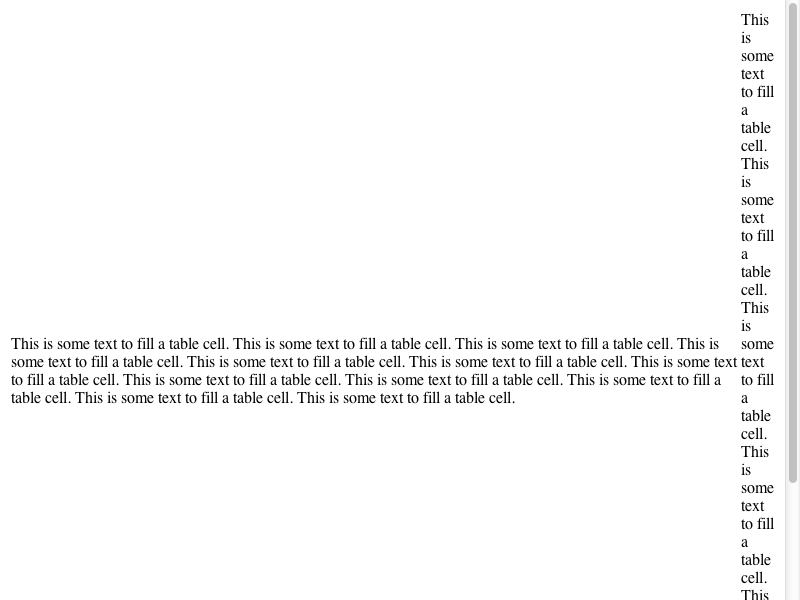 This is some text to fill a table cell. This is some text to fill a table cell. This is some text to fill a table cell. This is
some text to fill a table cell. This is some text to fill a table cell. This is some text to fill a table cell. This is some text
to fill a table cell. This is some text to fill a table cell. This is some text to fill a table cell. This is some text to fill a
table cell. This is some text to fill a table cell. This is some text to fill a table cell.
This
is
some
text
to fill
a
table
cell.
This
is
some
text
to fill
a
table
cell.
This
is
some
text
to fill
a
table
cell.
This
is
some
text
to fill
a
table
cell.
This